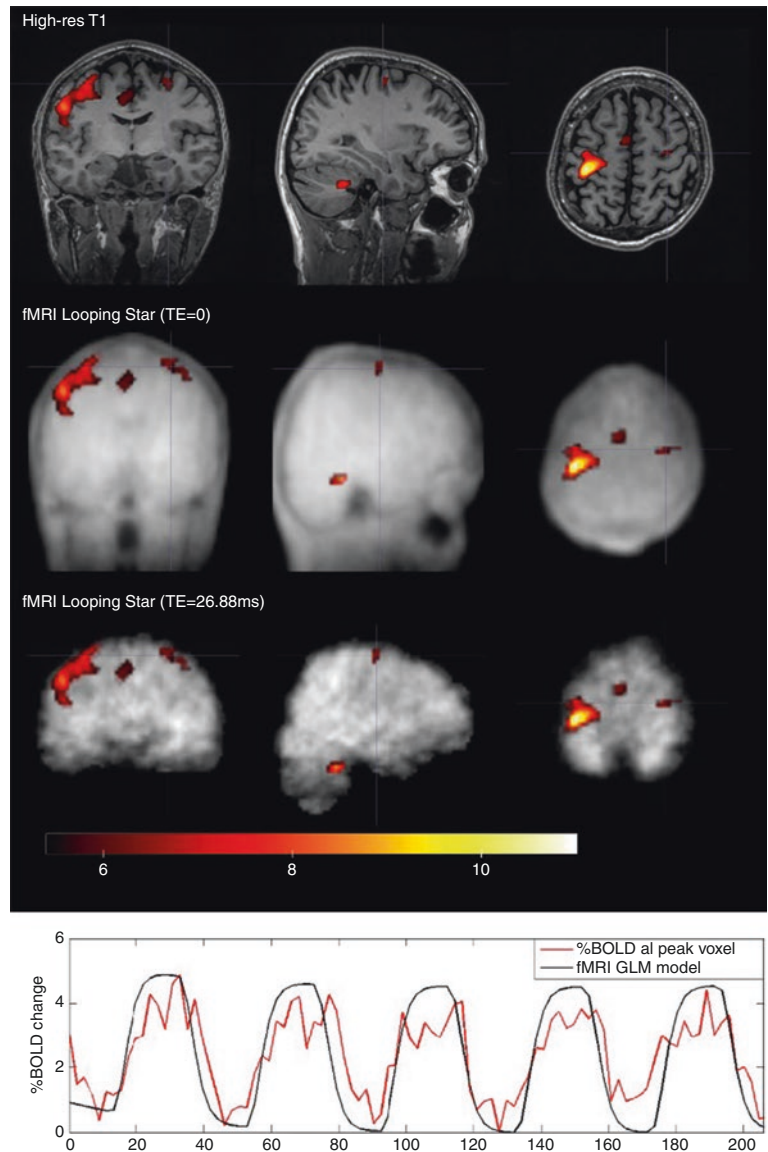 High-res T1
fMRI Looping Star (TE=0)
fMRI Looping Star (TE=26.88ms)
6 8 10
6
4
2
0
%BOLD change
%BOLD al peak voxel
fMRI GLM model
0 20 40 60 80 100 120 140 160 180 200